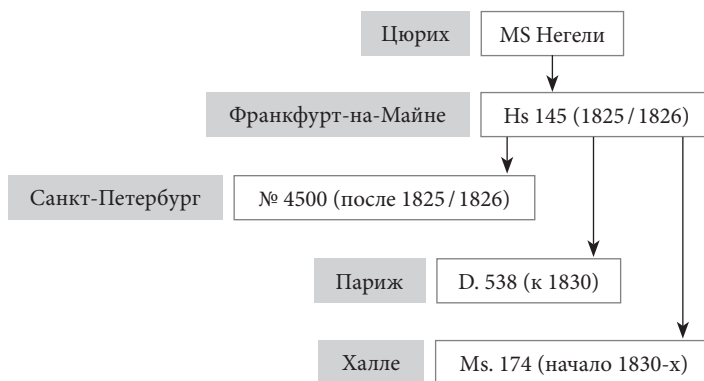 Цюрих MS Негели
Франкфурт-на-Майне Hs 145 (1825 / 1826)
Санкт-Петербург № 4500 (после 1825 / 1826)
Париж D. 538 (к 1830)
Халле Ms. 174 (начало 1830-х)